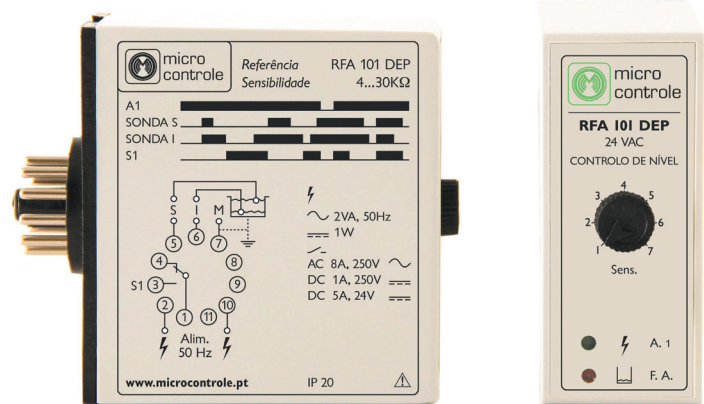 micro
controle
Referência RFA 101 DEP
Sensibilidade 4...30KΩ
A1
SONDA S
SONDA I
S1
S I M
5 6 7
4 8
S1 3 9
2 1 11 10
Alim.
50 Hz
2VA, 50Hz
1W
AC 8A, 250V
DC 1A, 250V
DC 5A, 24V
www.microcontrole.pt IP 20
micro
controle
RFA 101 DEP
24 VAC
CONTROLO DE NÍVEL
1 2 3 4 5 6 7
Sens.
A. 1
F. A.